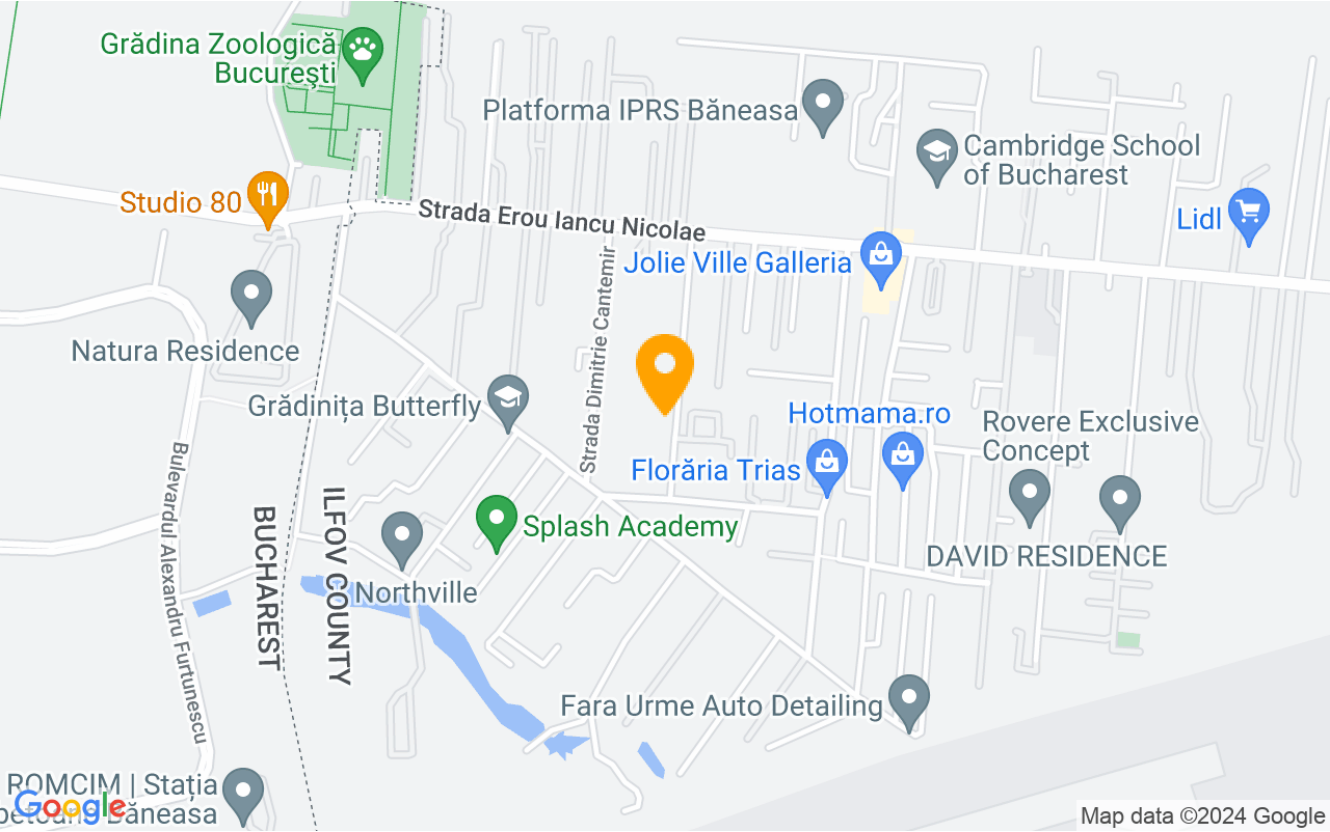 Grădina Zoologică
București
Platforma IPRS Băneasa
Cambridge School
of Bucharest
Studio 80
Strada Erou Iancu Nicolae
Lidl
Jolie Ville Galleria
Strada Dimitrie Cantemir
Natura Residence
Grădinița Butterfly
Hotmama.ro
Rovere Exclusive
Concept
Florăria Trias
Bulevardul Alexandru Furtunescu
BUCHAREST
ILFOV COUNTY
Splash Academy
DAVID RESIDENCE
Northville
Fara Urme Auto Detailing
ROMCIM | Stația
Băneasa
Google
Map data ©2024 Google